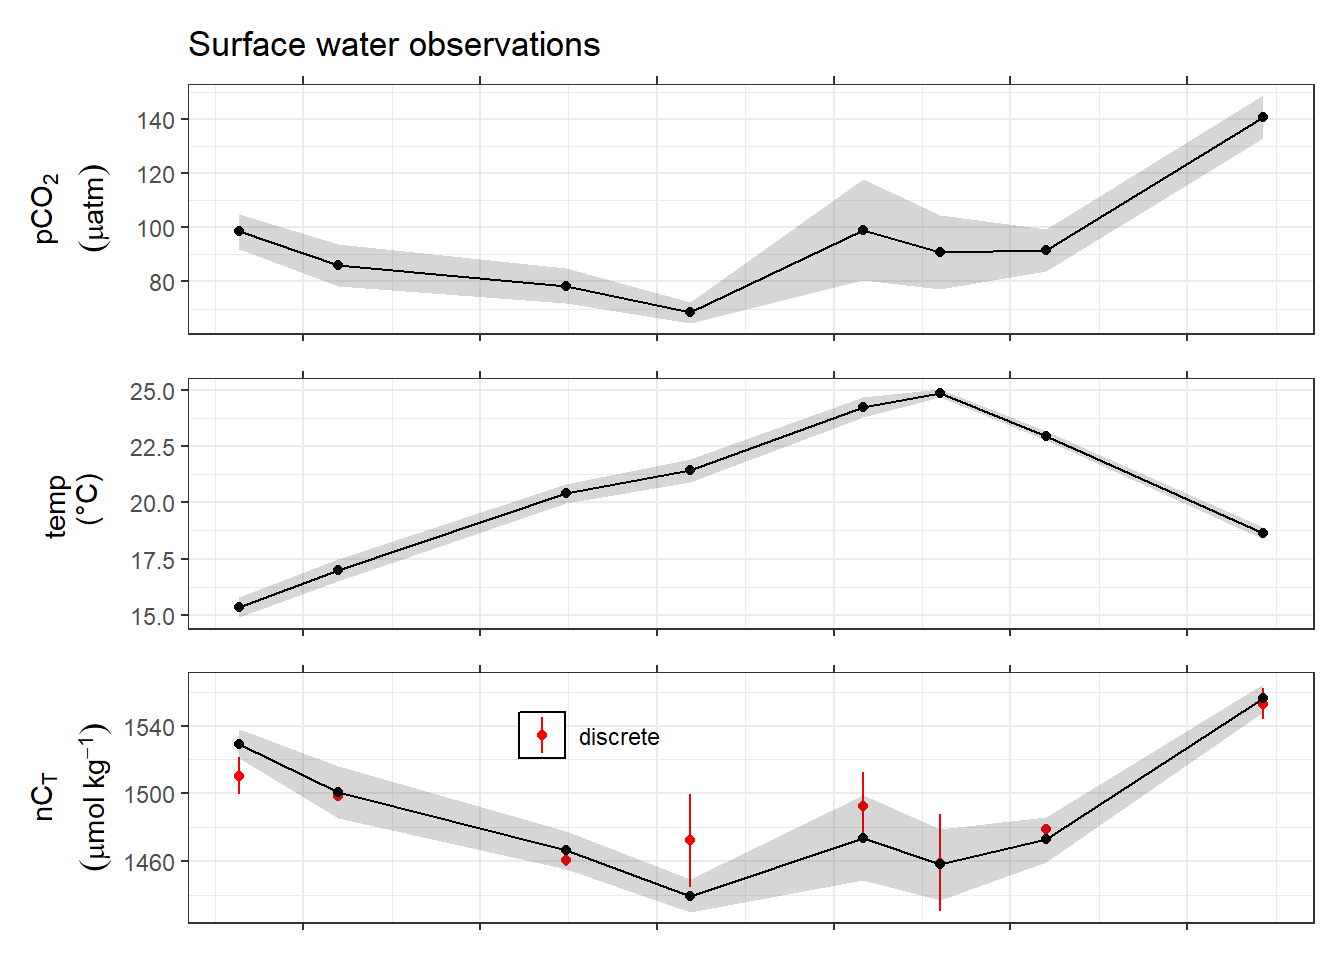 Surface water observations
pCO₂
(μatm)
140
120
100
80
temp
(°C)
25.0
22.5
20.0
17.5
15.0
nC_T
(μmol kg⁻¹)
1540
1500
1460
discrete